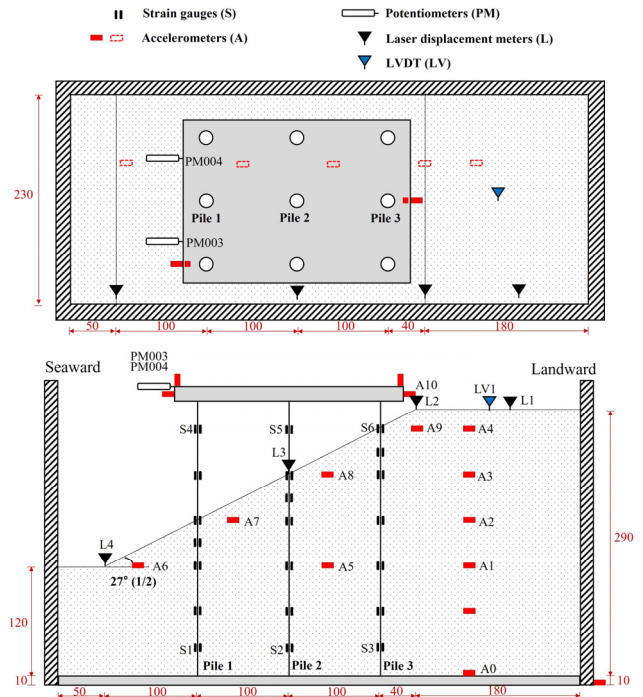 Strain gauges (S)
Potentiometers (PM)
Accelerometers (A)
Laser displacement meters (L)
LVDT (LV)
PM004
230
Pile 1
Pile 2
Pile 3
PM003
50
100
100
100
40
180
Seaward
PM003
PM004
Landward
A10
L2
LV1
L1
S4
S5
S6
A9
A4
L3
A8
A3
A7
A2
L4
290
A6
A5
A1
27° (1/2)
120
S1
S2
S3
Pile 1
Pile 2
Pile 3
A0
10
10
50
100
100
100
40
180